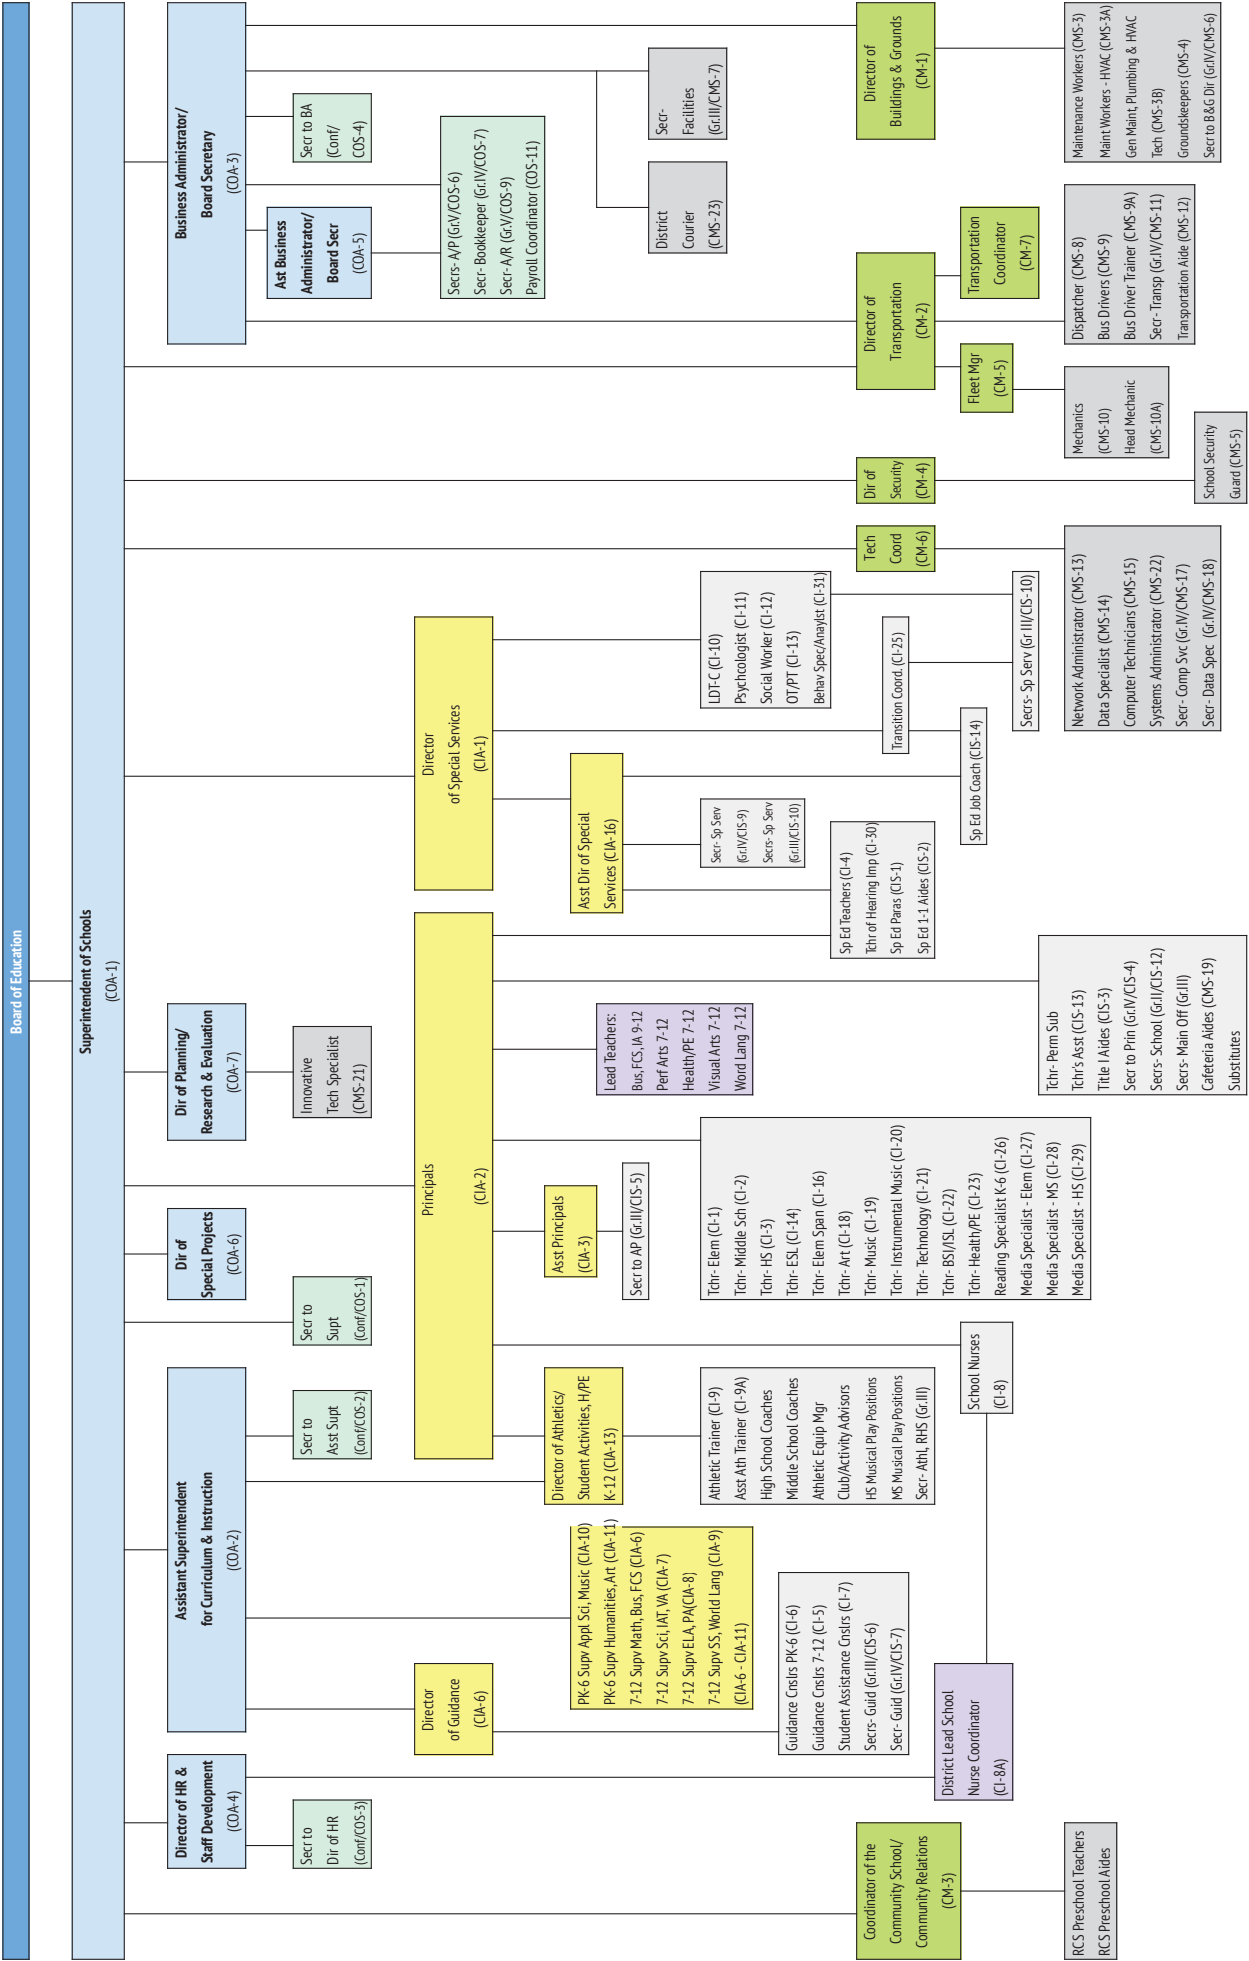 Board of Education
Superintendent of Schools
(COA-1)
Director of HR &
Staff Development
(COA-4)
Assistant Superintendent
for Curriculum & Instruction
(COA-2)
Dir of
Special Projects
(COA-6)
Dir of Planning/
Research & Evaluation
(COA-7)
Business Administrator/
Board Secretary
(COA-3)
Ast Business
Administrator/
Board Secr
(COA-5)
Secr to
Dir of HR
(Conf/COS-3)
Secr to
Asst Supt
(Conf/COS-2)
Secr to
Supt
(Conf/COS-1)
Innovative
Tech Specialist
(CMS-21)
Secr to BA
(Conf/
COS-4)
Director
of Guidance
(CIA-6)
Principals
(CIA-2)
Director
of Special Services
(CIA-1)
Secrs- A/P (Gr.V/COS-6)
Secr- Bookkeeper (Gr.IV/COS-7)
Secr- A/R (Gr.V/COS-9)
Payroll Coordinator (COS-11)
Director of Athletics/
Student Activities, H/PE
K-12 (CIA-13)
Asst Principals
(CIA-3)
Asst Dir of Special
Services (CIA-16)
PK-6 Supv Appl Sci, Music (CIA-10)
PK-6 Supv Humanities, Art (CIA-11)
7-12 Supv Math, Bus, FCS (CIA-6)
7-12 Supv Sci, IAT, VA (CIA-7)
7-12 Supv ELA, PA(CIA-8)
7-12 Supv SS, World Lang (CIA-9)
(CIA-6 - CIA-11)
Secr to AP (Gr.III/CIS-5)
Lead Teachers:
Bus, FCS, IA 9-12
Perf Arts 7-12
Health/PE 7-12
Visual Arts 7-12
Word Lang 7-12
District
Courier
(CMS-23)
Secr-
Facilities
(Gr.III/CMS-7)
Athletic Trainer (CI-9)
Asst Ath Trainer (CI-9A)
High School Coaches
Middle School Coaches
Athletic Equip Mgr
Club/Activity Advisors
HS Musical Play Positions
MS Musical Play Positions
Secr- Athl, RHS (Gr.III)
Tchr- Elem (CI-1)
Tchr- Middle Sch (CI-2)
Tchr- HS (CI-3)
Tchr- ESL (CI-14)
Tchr- Elem Span (CI-16)
Tchr- Art (CI-18)
Tchr- Music (CI-19)
Tchr- Instrumental Music (CI-20)
Tchr- Technology (CI-21)
Tchr- BSI/ISL (CI-22)
Tchr- Health/PE (CI-23)
Reading Specialist K-6 (CI-26)
Media Specialist - Elem (CI-27)
Media Specialist - MS (CI-28)
Media Specialist - HS (CI-29)
Secr- Sp Serv
(Gr.IV/CIS-9)
Secrs- Sp Serv
(Gr.III/CIS-10)
LDT-C (CI-10)
Psychcologist (CI-11)
Social Worker (CI-12)
OT/PT (CI-13)
Behav Spec/Anaylst (CI-31)
Guidance Cnslrs PK-6 (CI-6)
Guidance Cnslrs 7-12 (CI-5)
Student Assistance Cnslrs (CI-7)
Secrs- Guid (Gr.III/CIS-6)
Secr- Guid (Gr.IV/CIS-7)
Sp Ed Teachers (CI-4)
Tchr of Hearing Imp (CI-30)
Sp Ed Paras (CIS-1)
Sp Ed 1-1 Aides (CIS-2)
Transition Coord. (CI-25)
Coordinator of the
Community School/
Community Relations
(CM-3)
Tech
Coord
(CM-6)
Dir of
Security
(CM-4)
Director of
Transportation
(CM-2)
Director of
Buildings & Grounds
(CM-1)
District Lead School
Nurse Coordinator
(CI-8A)
School Nurses
(CI-8)
Sp Ed Job Coach (CIS-14)
Fleet Mgr
(CM-5)
Transportation
Coordinator
(CM-7)
Secrs- Sp Serv (Gr III/CIS-10)
Tchr- Perm Sub
Tchr's Asst (CIS-13)
Title I Aides (CIS-3)
Secr to Prin (Gr.IV/CIS-4)
Secrs- School (Gr.II/CIS-12)
Secrs- Main Off (Gr.III)
Cafeteria Aides (CMS-19)
Substitutes
RCS Preschool Teachers
RCS Preschool Aides
Network Administrator (CMS-13)
Data Specialist (CMS-14)
Computer Technicians (CMS-15)
Systems Administrator (CMS-22)
Secr- Comp Svc (Gr.IV/CMS-17)
Secr- Data Spec (Gr.IV/CMS-18)
Mechanics
(CMS-10)
Head Mechanic
(CMS-10A)
Dispatcher (CMS-8)
Bus Drivers (CMS-9)
Bus Driver Trainer (CMS-9A)
Secr- Transp (Gr.IV/CMS-11)
Transportation Aide (CMS-12)
Maintenance Workers (CMS-3)
Maint Workers - HVAC (CMS-3A)
Gen Maint, Plumbing & HVAC
Tech (CMS-3B)
Groundskeepers (CMS-4)
Secr to B&G Dir (Gr.IV/CMS-6)
School Security
Guard (CMS-5)